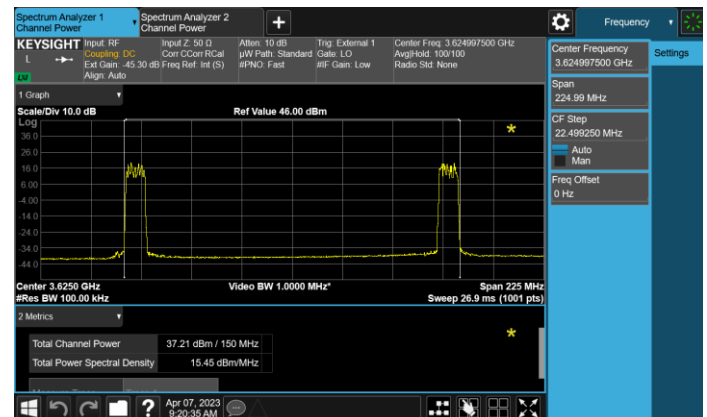 Spectrum Analyzer 1
Channel Power
Spectrum Analyzer 2
Channel Power
Frequency
KEYSIGHT
L
LXI
Input: RF
Coupling: DC
Ext Gain: -45.30 dB
Align: Auto
Input Z: 50 Ω
Corr CCorr RCal
Freq Ref: Int (S)
Atten: 10 dB
µW Path: Standard
#PNO: Fast
Trig: External 1
Gate: LO
#IF Gain: Low
Center Freq: 3.624997500 GHz
Avg|Hold: 100/100
Radio Std: None
Center Frequency
3.624997500 GHz
Settings
Span
224.99 MHz
CF Step
22.499250 MHz
Auto
Man
Freq Offset
0 Hz
1 Graph
Scale/Div 10.0 dB
Ref Value 46.00 dBm
Log
36.0
26.0
16.0
6.00
-4.00
-14.0
-24.0
-34.0
-44.0
Center 3.6250 GHz
Video BW 1.0000 MHz*
Span 225 MHz
#Res BW 100.00 kHz
Sweep 26.9 ms (1001 pts)
2 Metrics
Total Channel Power 37.21 dBm / 150 MHz
Total Power Spectral Density 15.45 dBm/MHz
Apr 07, 2023
9:20:35 AM